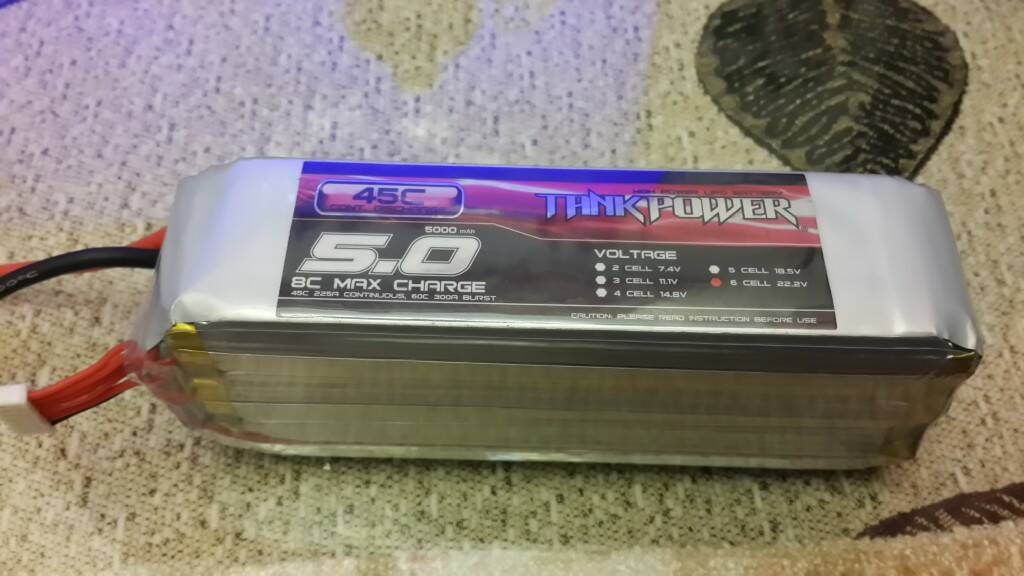 45C
HIGH POWER LIPO BATTERY
TANKPOWER
5000 mAh
5.0
8C MAX CHARGE
45C 225A CONTINUOUS, 60C 300A BURST
VOLTAGE
2 CELL 7.4V
3 CELL 11.1V
4 CELL 14.8V
5 CELL 18.5V
6 CELL 22.2V
CAUTION: PLEASE READ INSTRUCTION BEFORE USE